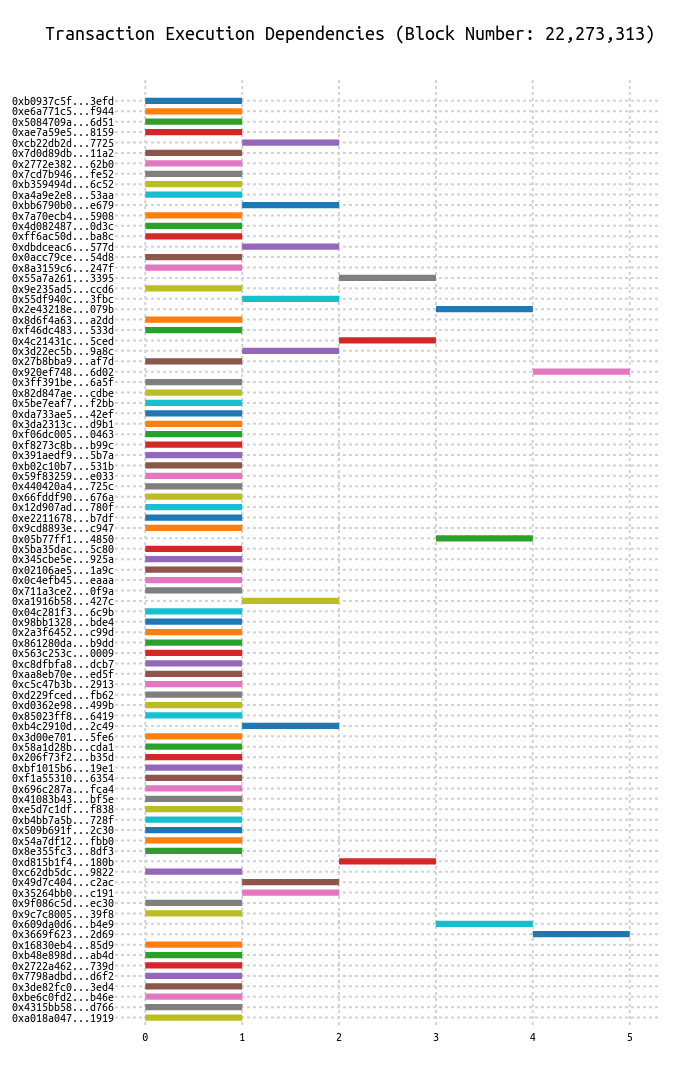 Transaction Execution Dependencies (Block Number: 22,273,313)
0xb0937c5f...3efd
0xe6a771c5...f944
0x5084709a...6d51
0xae7a59e5...8159
0xcb22db2d...7725
0x7d0d89db...11a2
0x2772e382...62b0
0x7cd7b946...fe52
0xb359494d...6c52
0xa4a9e2e8...53aa
0xbb6790b0...e679
0x7a70ecb4...5908
0x4d082487...0d3c
0xff6ac50d...ba8c
0xdbdceac6...577d
0x0acc79ce...54d8
0x8a3159c6...247f
0x55a7a261...3395
0x9e235ad5...ccd6
0x55df940c...3fbc
0x2e43218e...079b
0x8d6f4a63...a2dd
0xf46dc483...533d
0x4c21431c...5ced
0x3d22ec5b...9a8c
0x27b8bba9...af7d
0x920ef748...6d02
0x3ff391be...6a5f
0x82d847ae...cdbe
0x5be7eaf7...f2bb
0xda733ae5...42ef
0x3da2313c...d9b1
0xf06dc005...0463
0xf8273c8b...b99c
0x391aedf9...5b7a
0xb02c10b7...531b
0x59f83259...e033
0x440420a4...725c
0x66fddf90...676a
0x12d907ad...780f
0xe2211678...b7df
0x9cd8893e...c947
0x05b77ff1...4850
0x5ba35dac...5c80
0x345cbe5e...925a
0x02106ae5...1a9c
0x0c4efb45...eaaa
0x711a3ce2...0f9a
0xa1916b58...427c
0x04c281f3...6c9b
0x98bb1328...bde4
0x2a3f6452...c99d
0x861280da...b9dd
0x563c253c...0009
0xc8dfbfa8...dcb7
0xaa8eb70e...ed5f
0xc5c47b3b...2913
0xd229fced...fb62
0xd0362e98...499b
0x85023ff8...6419
0xb4c2910d...2c49
0x3d00e701...5fe6
0x58a1d28b...cda1
0x206f73f2...b35d
0xbf1015b6...19e1
0xf1a55310...6354
0x696c287a...fca4
0x41083b43...bf5e
0xe5d7c1df...f838
0xb4bb7a5b...728f
0x509b691f...2c30
0x54a7df12...fbb0
0x8e355fc3...8df3
0xd815b1f4...180b
0xc62db5dc...9822
0x49d7c404...c2ac
0x35264bb0...c191
0x9f086c5d...ec30
0x9c7c8005...39f8
0x609da0d6...b4e9
0x3669f623...2d69
0x16830eb4...85d9
0xb48e898d...ab4d
0x2722a462...739d
0x7798adbd...d6f2
0x3de82fc0...3ed4
0xbe6c0fd2...b46e
0x4315bb58...d766
0xa018a047...1919
0 1 2 3 4 5